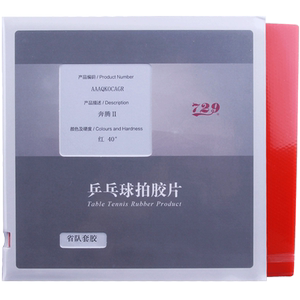 产品编码 / Product Number
AAAQK0CAGR
产品描述 / Description
奔腾 II
颜色及硬度 / Colours and Hardness
红 40°
729
乒乓球拍胶片
Table Tennis Rubber Product
省队套胶